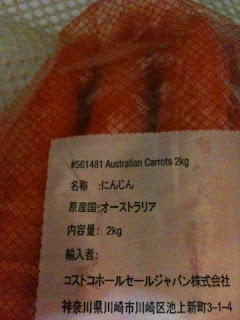 #561481 Australian Carrots 2kg
名称　:にんじん
原産国:オーストラリア
内容量: 2kg
輸入者:
コストコホールセールジャパン株式会社
神奈川県川崎市川崎区池上新町3-1-4